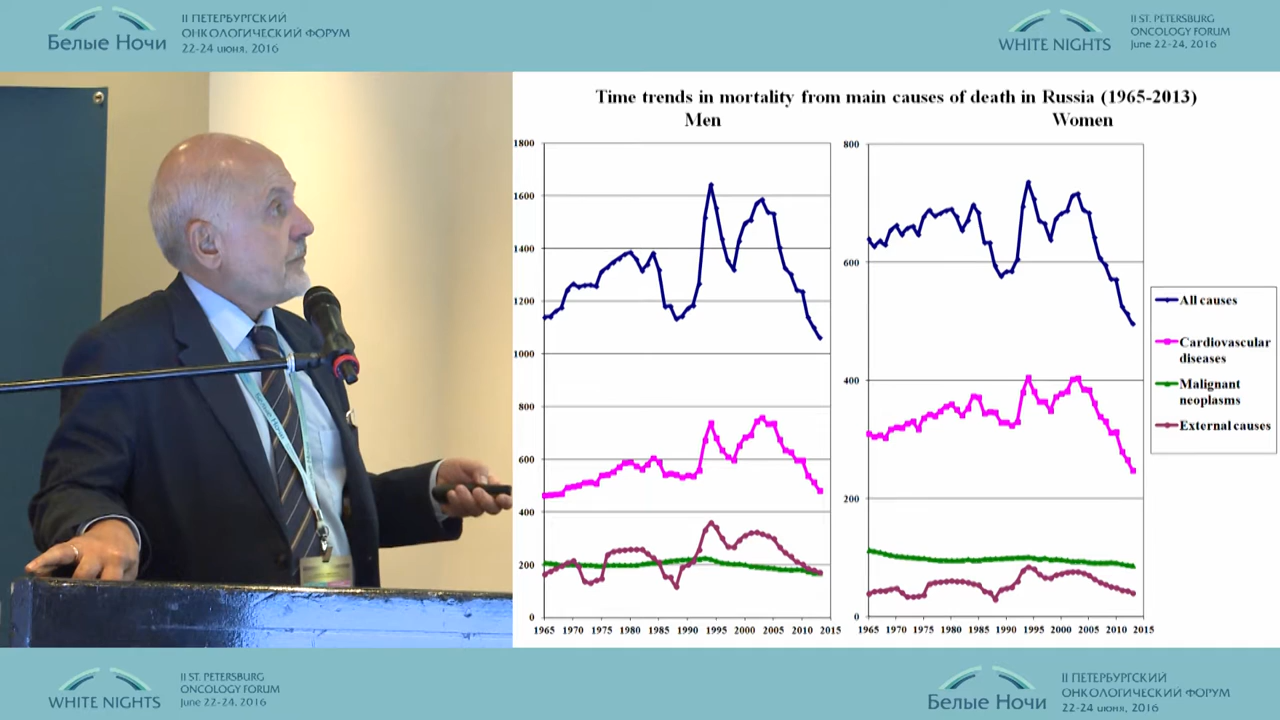 II ПЕТЕРБУРГСКИЙ
ОНКОЛОГИЧЕСКИЙ ФОРУМ
Белые Ночи
22-24 июня, 2016
II ST. PETERSBURG
ONCOLOGY FORUM
WHITE NIGHTS
June 22-24, 2016
Time trends in mortality from main causes of death in Russia (1965-2013)
Men
Women
1800
1600
1400
1200
1000
800
600
400
200
0
1965 1970 1975 1980 1985 1990 1995 2000 2005 2010 2015
800
600
400
200
0
1965 1970 1975 1980 1985 1990 1995 2000 2005 2010 2015
All causes
Cardiovascular
diseases
Malignant
neoplasms
External causes
II ST. PETERSBURG
ONCOLOGY FORUM
WHITE NIGHTS
June 22-24, 2016
II ПЕТЕРБУРГСКИЙ
ОНКОЛОГИЧЕСКИЙ ФОРУМ
Белые Ночи
22-24 июня, 2016